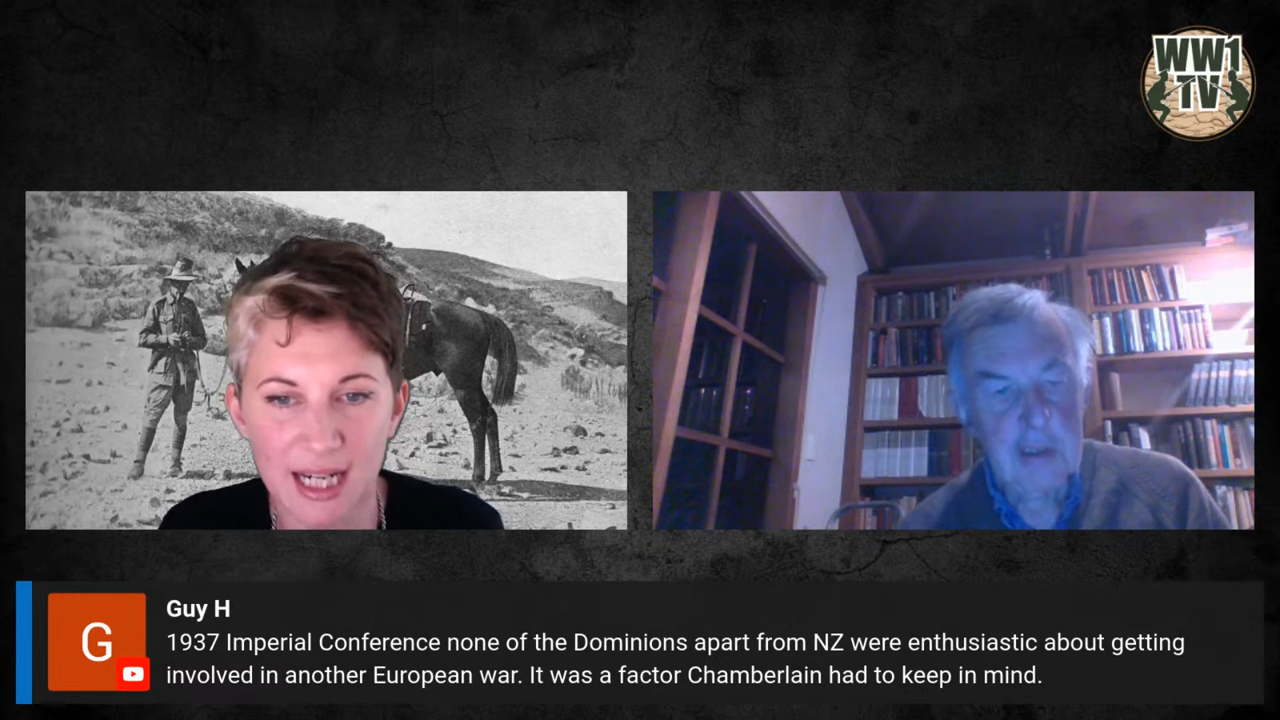 WW1
TV
G
Guy H
1937 Imperial Conference none of the Dominions apart from NZ were enthusiastic about getting
involved in another European war. It was a factor Chamberlain had to keep in mind.